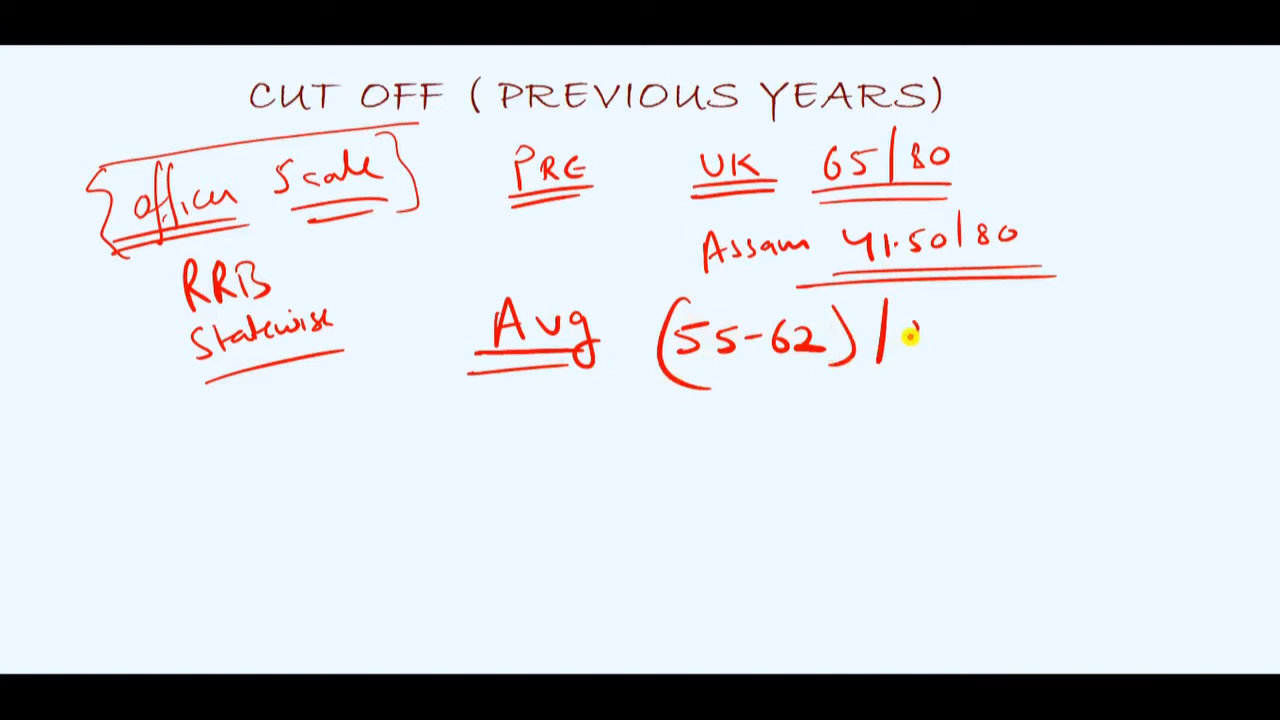 CUT OFF (PREVIOUS YEARS)
{officer Scale}
PRE
UK 65/80
Assam 41.50/80
RRB
Statewise
Avg (55-62) /